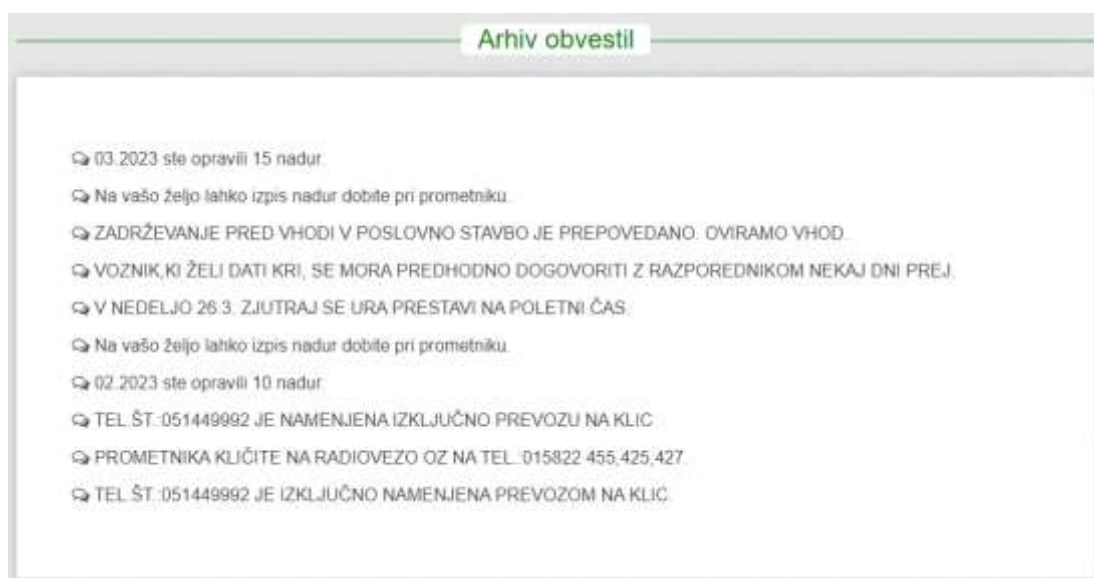 Arhiv obvestil
03.2023 ste opravili 15 nadur.
Na vašo željo lahko izpis nadur dobite pri prometniku.
ZADRŽEVANJE PRED VHODI V POSLOVNO STAVBO JE PREPOVEDANO. OVIRAMO VHOD.
VOZNIK,KI ŽELI DATI KRI, SE MORA PREDHODNO DOGOVORITI Z RAZPOREDNIKOM NEKAJ DNI PREJ.
V NEDELJO 26.3. ZJUTRAJ SE URA PRESTAVI NA POLETNI ČAS.
Na vašo željo lahko izpis nadur dobite pri prometniku.
02.2023 ste opravili 10 nadur.
TEL.ŠT.:051449992 JE NAMENJENA IZKLJUČNO PREVOZU NA KLIC.
PROMETNIKA KLIČITE NA RADIOVEZO OZ NA TEL.:015822 455,425,427.
TEL.ŠT.:051449992 JE IZKLJUČNO NAMENJENA PREVOZOM NA KLIC.